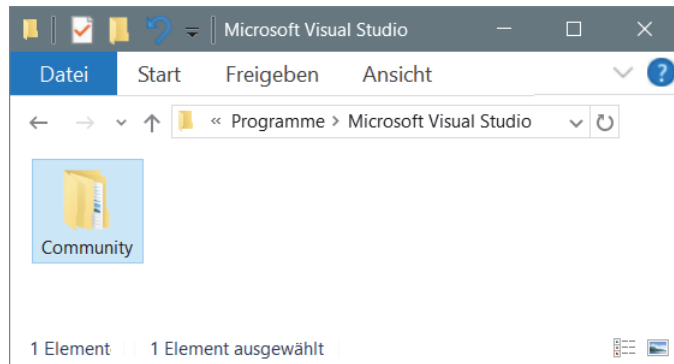 Microsoft Visual Studio
Datei Start Freigeben Ansicht ?
« Programme > Microsoft Visual Studio
Community
1 Element 1 Element ausgewählt